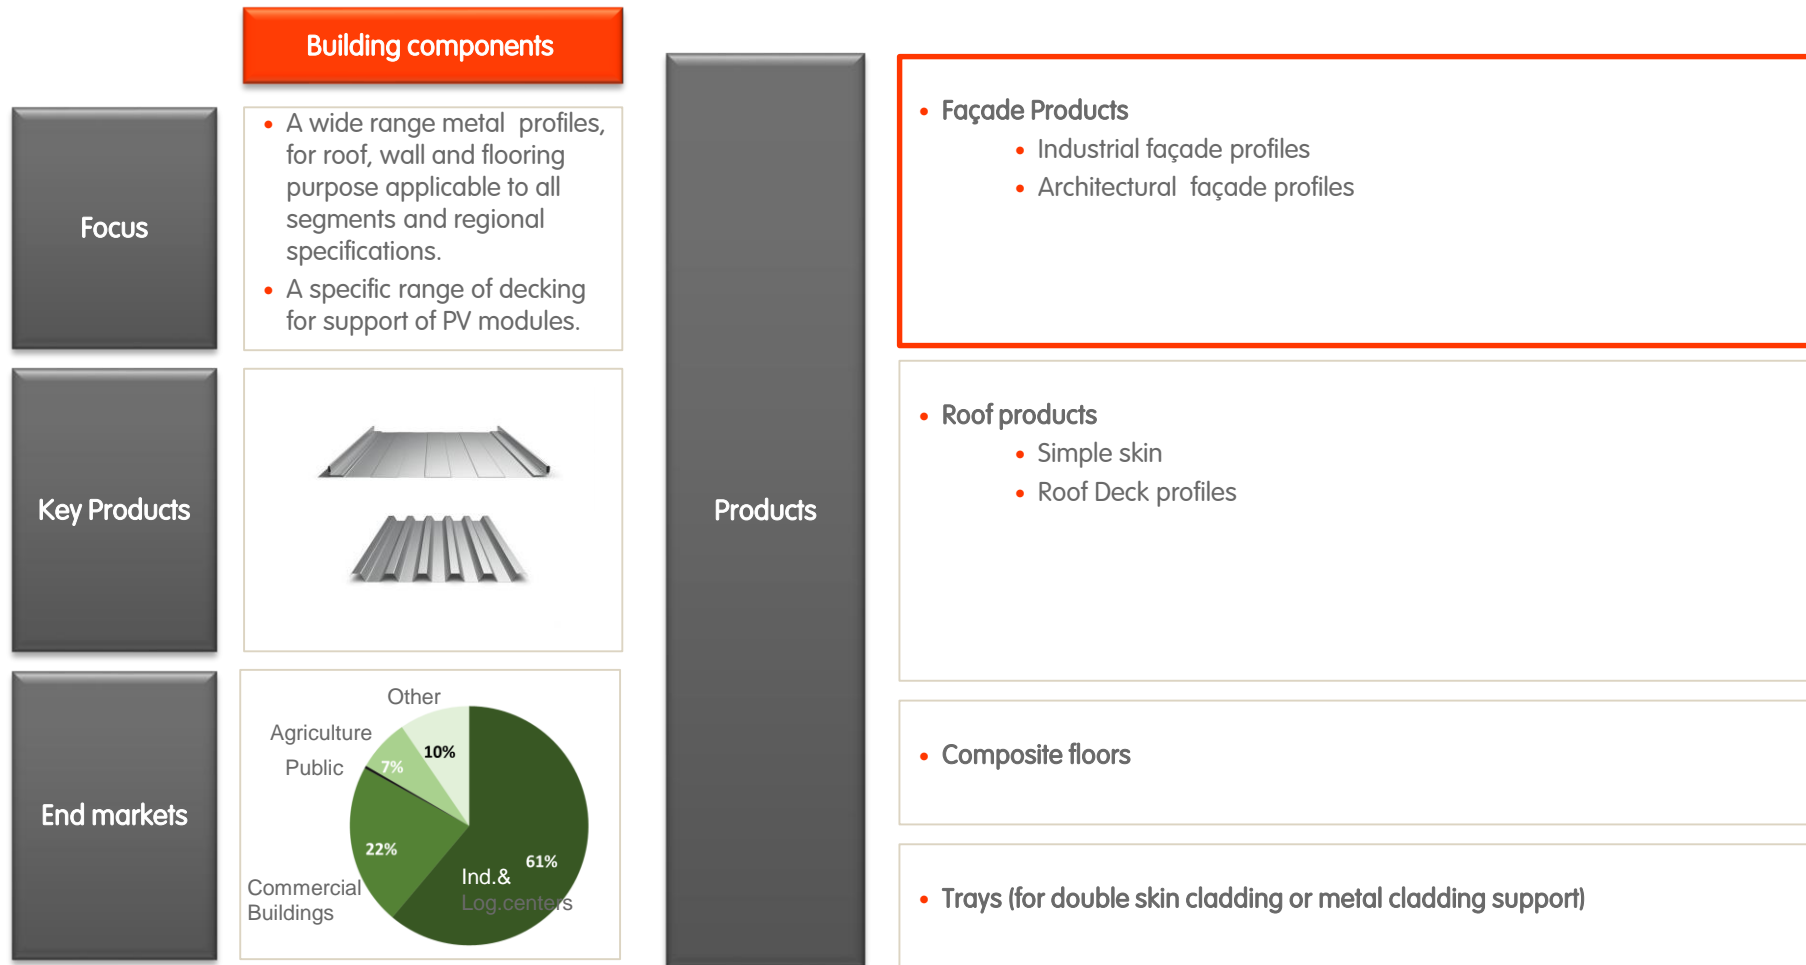 Building components
Focus
• A wide range metal profiles,
for roof, wall and flooring
purpose applicable to all
segments and regional
specifications.
• A specific range of decking
for support of PV modules.
Key Products
End markets
Other
Agriculture
Public
10%
7%
22%
61%
Commercial
Buildings
Ind.&
Log.centers
Products
• Façade Products
• Industrial façade profiles
• Architectural façade profiles
• Roof products
• Simple skin
• Roof Deck profiles
• Composite floors
• Trays (for double skin cladding or metal cladding support)